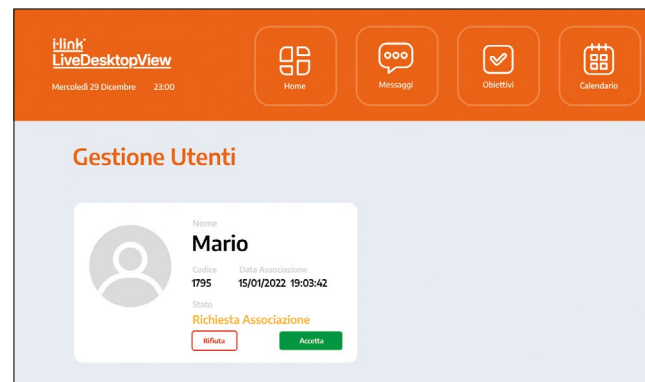 i-link
LiveDesktopView
Mercoledì 29 Dicembre 23:00
Home
Messaggi
Obiettivi
Calendario
Gestione Utenti
Nome
Mario
Codice Data Associazione
1795 15/01/2022 19:03:42
Stato
Richiesta Associazione
Rifiuta Accetta